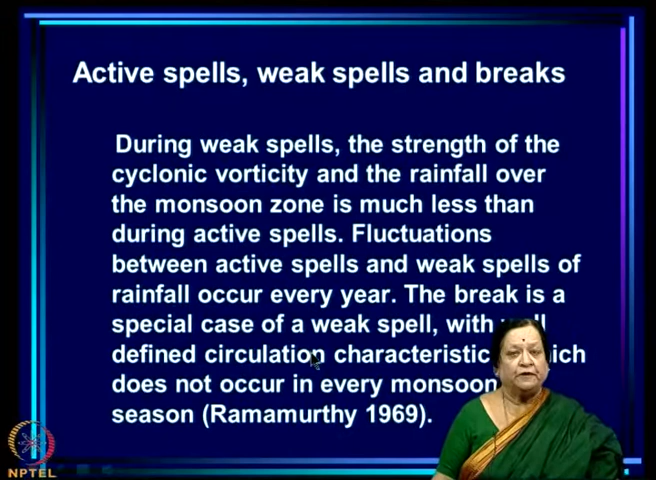 Active spells, weak spells and breaks
During weak spells, the strength of the
cyclonic vorticity and the rainfall over
the monsoon zone is much less than
during active spells. Fluctuations
between active spells and weak spells of
rainfall occur every year. The break is a
special case of a weak spell, with
defined circulation characteristic
does not occur in every monsoon
season (Ramamurthy 1969).
NPTEL